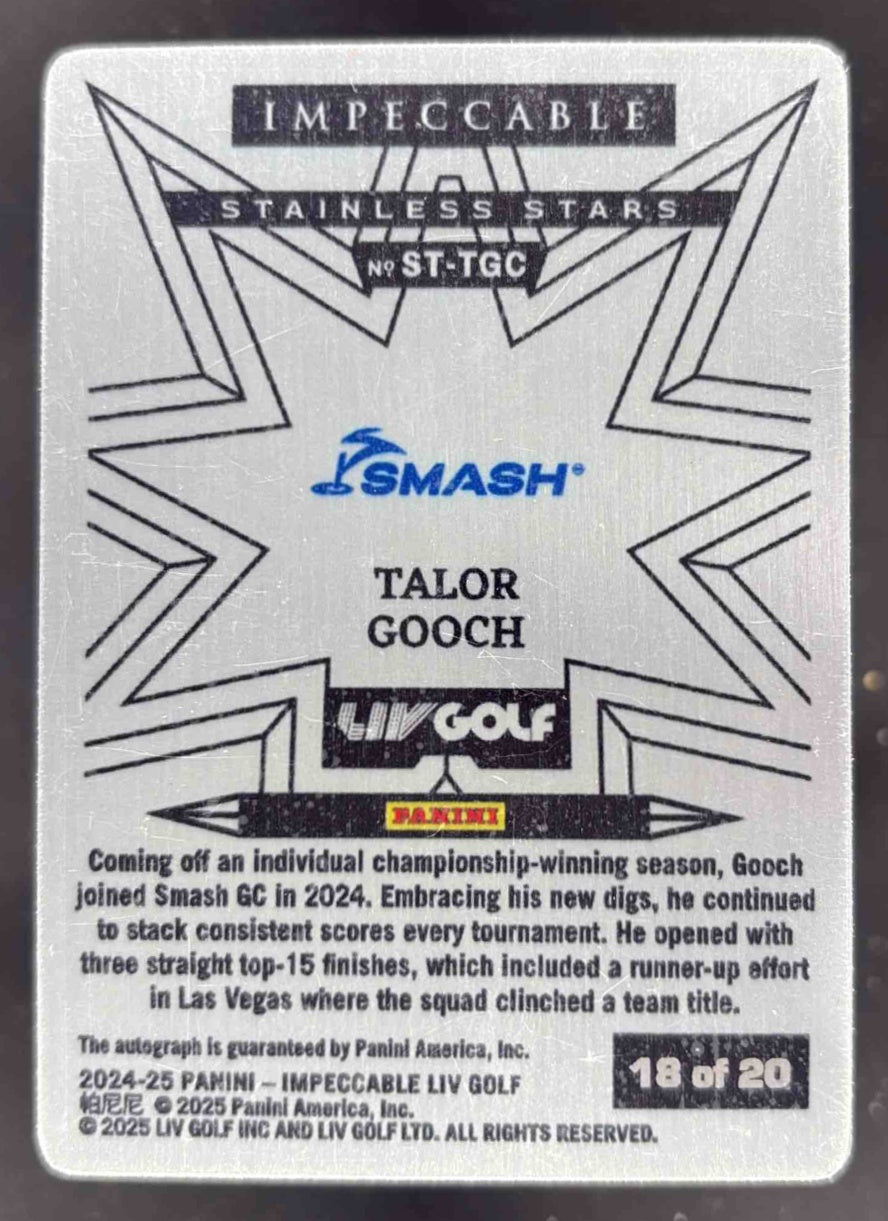 IMPECCABLE
STAINLESS STARS
Nº ST-TGC
SMASH
TALOR
GOOCH
LIV GOLF
PANINI
Coming off an individual championship-winning season, Gooch
joined Smash GC in 2024. Embracing his new digs, he continued
to stack consistent scores every tournament. He opened with
three straight top-15 finishes, which included a runner-up effort
in Las Vegas where the squad clinched a team title.
The autograph is guaranteed by Panini America, Inc.
18 of 20
2024-25 PANINI – IMPECCABLE LIV GOLF
帕尼尼 © 2025 Panini America, Inc.
© 2025 LIV GOLF INC AND LIV GOLF LTD. ALL RIGHTS RESERVED.